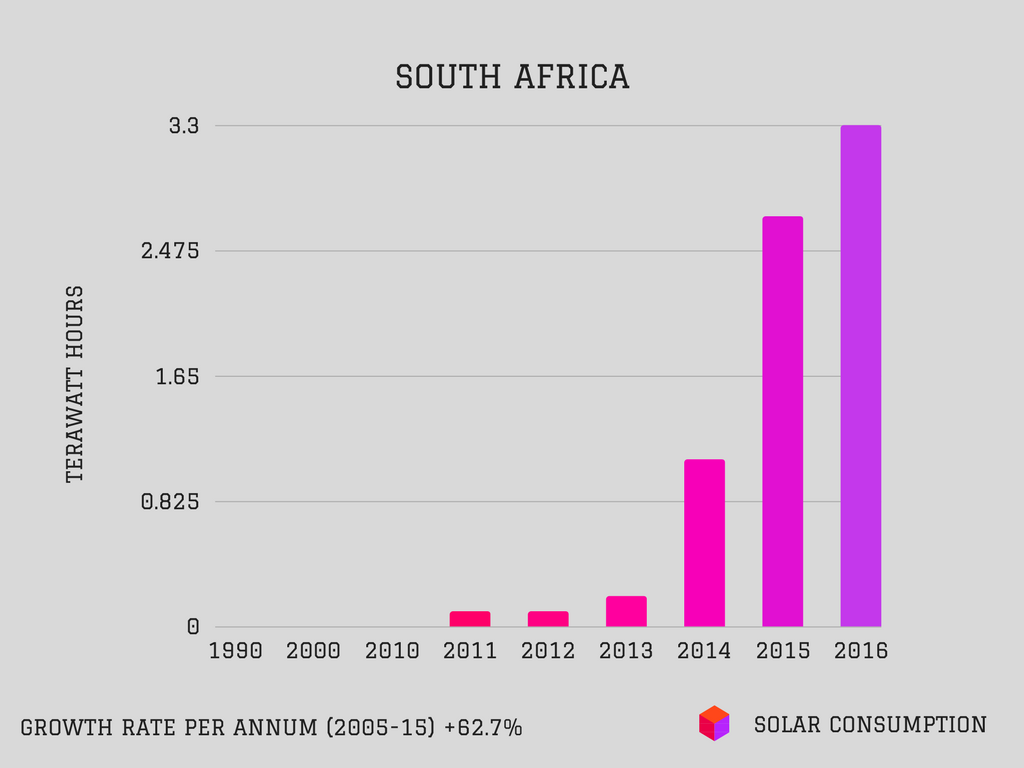 SOUTH AFRICA
3.3
2.475
1.65
0.825
0
TERAWATT HOURS
1990 2000 2010 2011 2012 2013 2014 2015 2016
GROWTH RATE PER ANNUM (2005-15) +62.7%
SOLAR CONSUMPTION